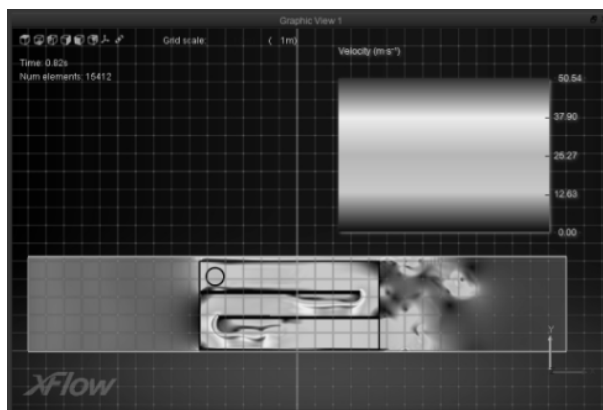 Graphic View 1
Grid scale: ( 1m)
Time: 0.82s
Num elements: 15412
Velocity (m·s⁻¹)
50.54
37.90
25.27
12.63
0.00
Y
XFlow